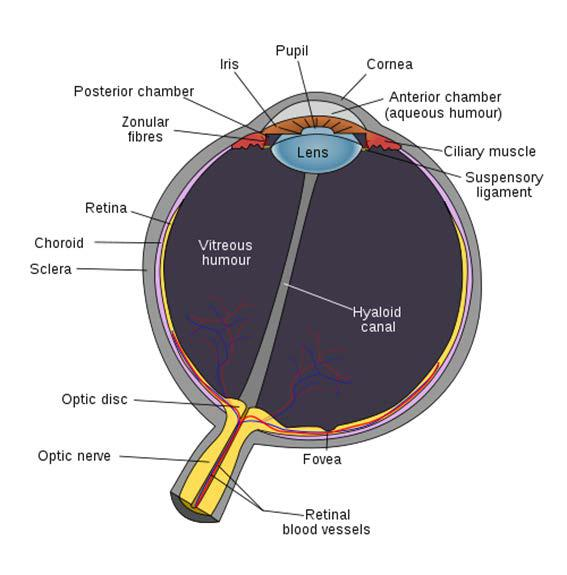 Pupil
Iris
Cornea
Posterior chamber
Anterior chamber
(aqueous humour)
Zonular
fibres
Lens
Ciliary muscle
Suspensory
ligament
Retina
Choroid
Sclera
Vitreous
humour
Hyaloid
canal
Optic disc
Optic nerve
Fovea
Retinal
blood vessels